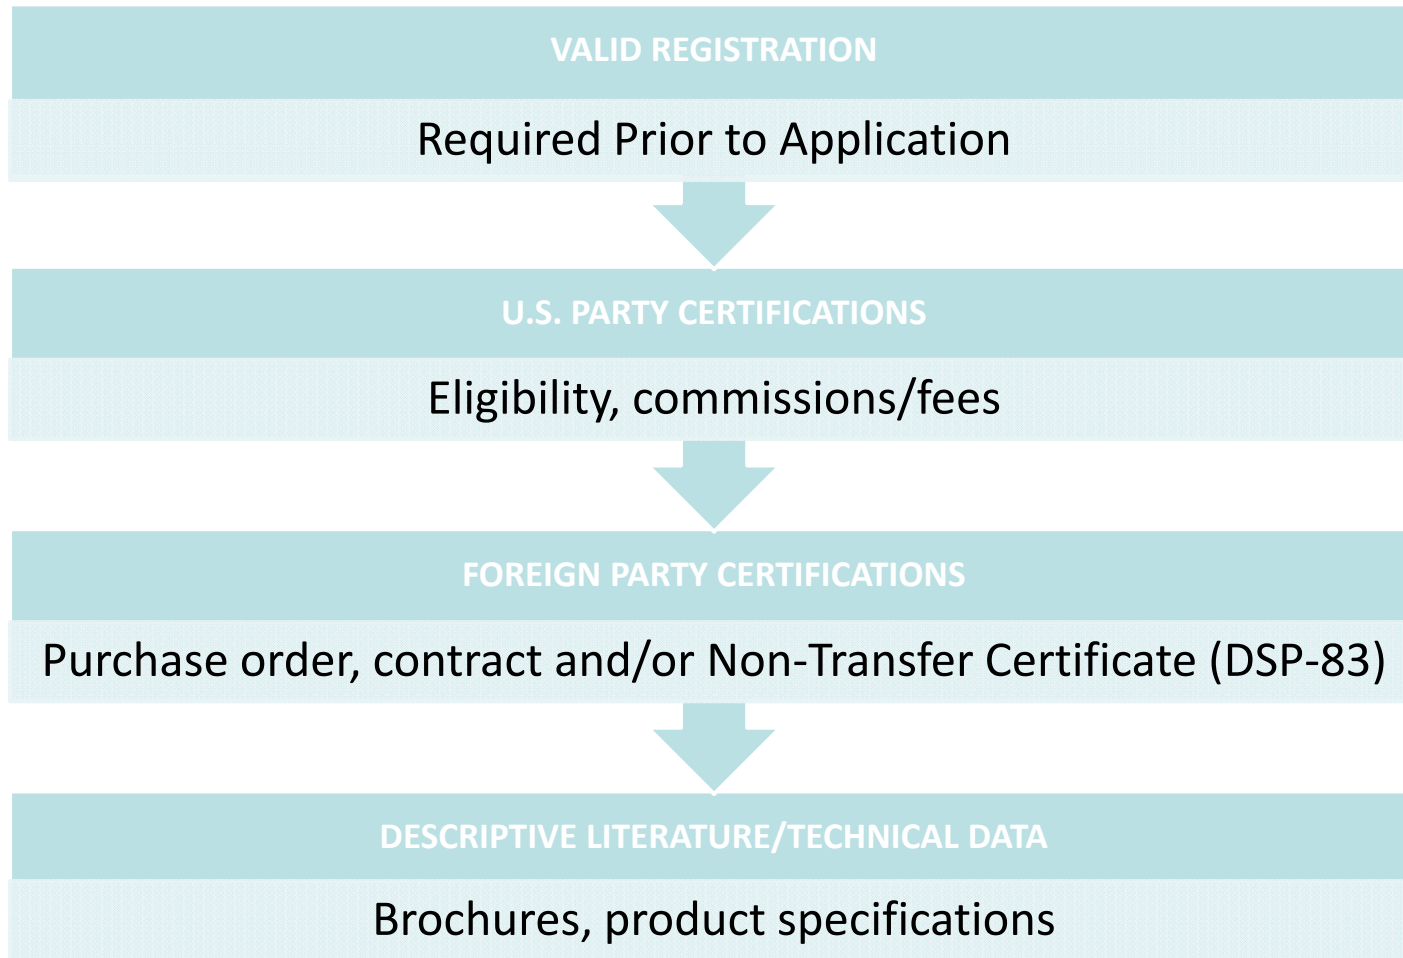 VALID REGISTRATION
Required Prior to Application
U.S. PARTY CERTIFICATIONS
Eligibility, commissions/fees
FOREIGN PARTY CERTIFICATIONS
Purchase order, contract and/or Non-Transfer Certificate (DSP-83)
DESCRIPTIVE LITERATURE/TECHNICAL DATA
Brochures, product specifications